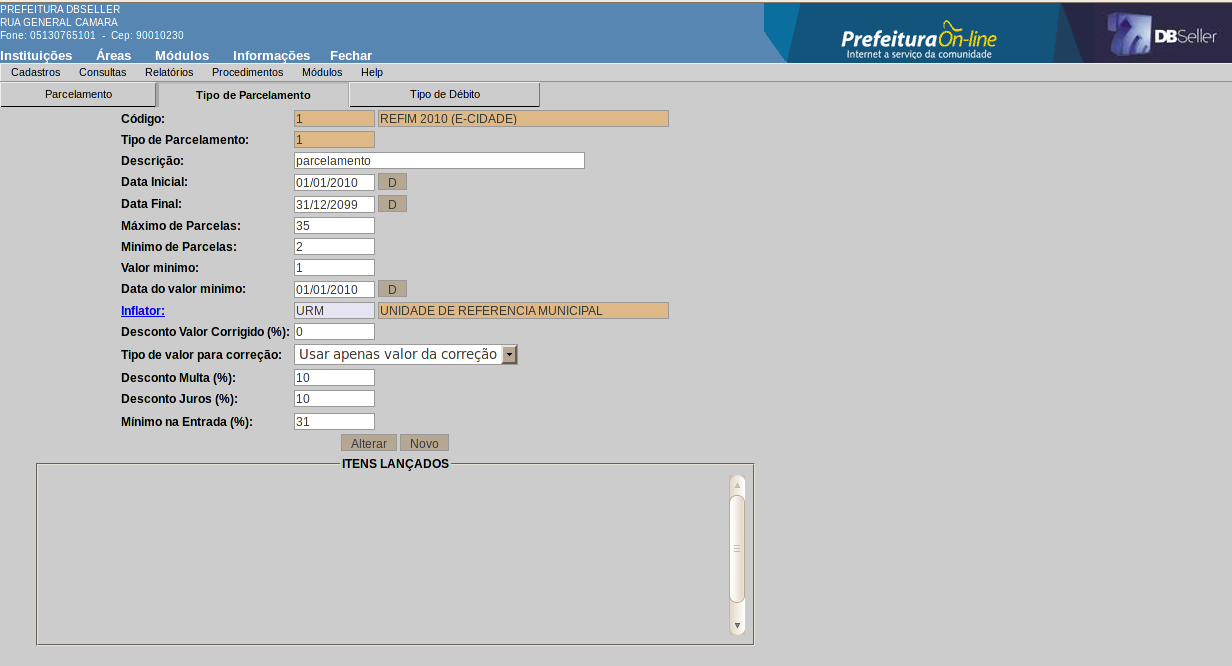 PREFEITURA DBSELLER
RUA GENERAL CAMARA
Fone: 05130765101 - Cep: 90010230
PrefeituraOn-line
Internet a serviço da comunidade
DBSeller
Instituições Áreas Módulos Informações Fechar
Cadastros Consultas Relatórios Procedimentos Módulos Help
Parcelamento Tipo de Parcelamento Tipo de Débito
Código: 1 REFIM 2010 (E-CIDADE)
Tipo de Parcelamento: 1
Descrição: parcelamento
Data Inicial: 01/01/2010 D
Data Final: 31/12/2099 D
Máximo de Parcelas: 35
Minimo de Parcelas: 2
Valor minimo: 1
Data do valor minimo: 01/01/2010 D
Inflator: URM UNIDADE DE REFERENCIA MUNICIPAL
Desconto Valor Corrigido (%): 0
Tipo de valor para correção: Usar apenas valor da correção
Desconto Multa (%): 10
Desconto Juros (%): 10
Mínimo na Entrada (%): 31
Alterar Novo
ITENS LANÇADOS